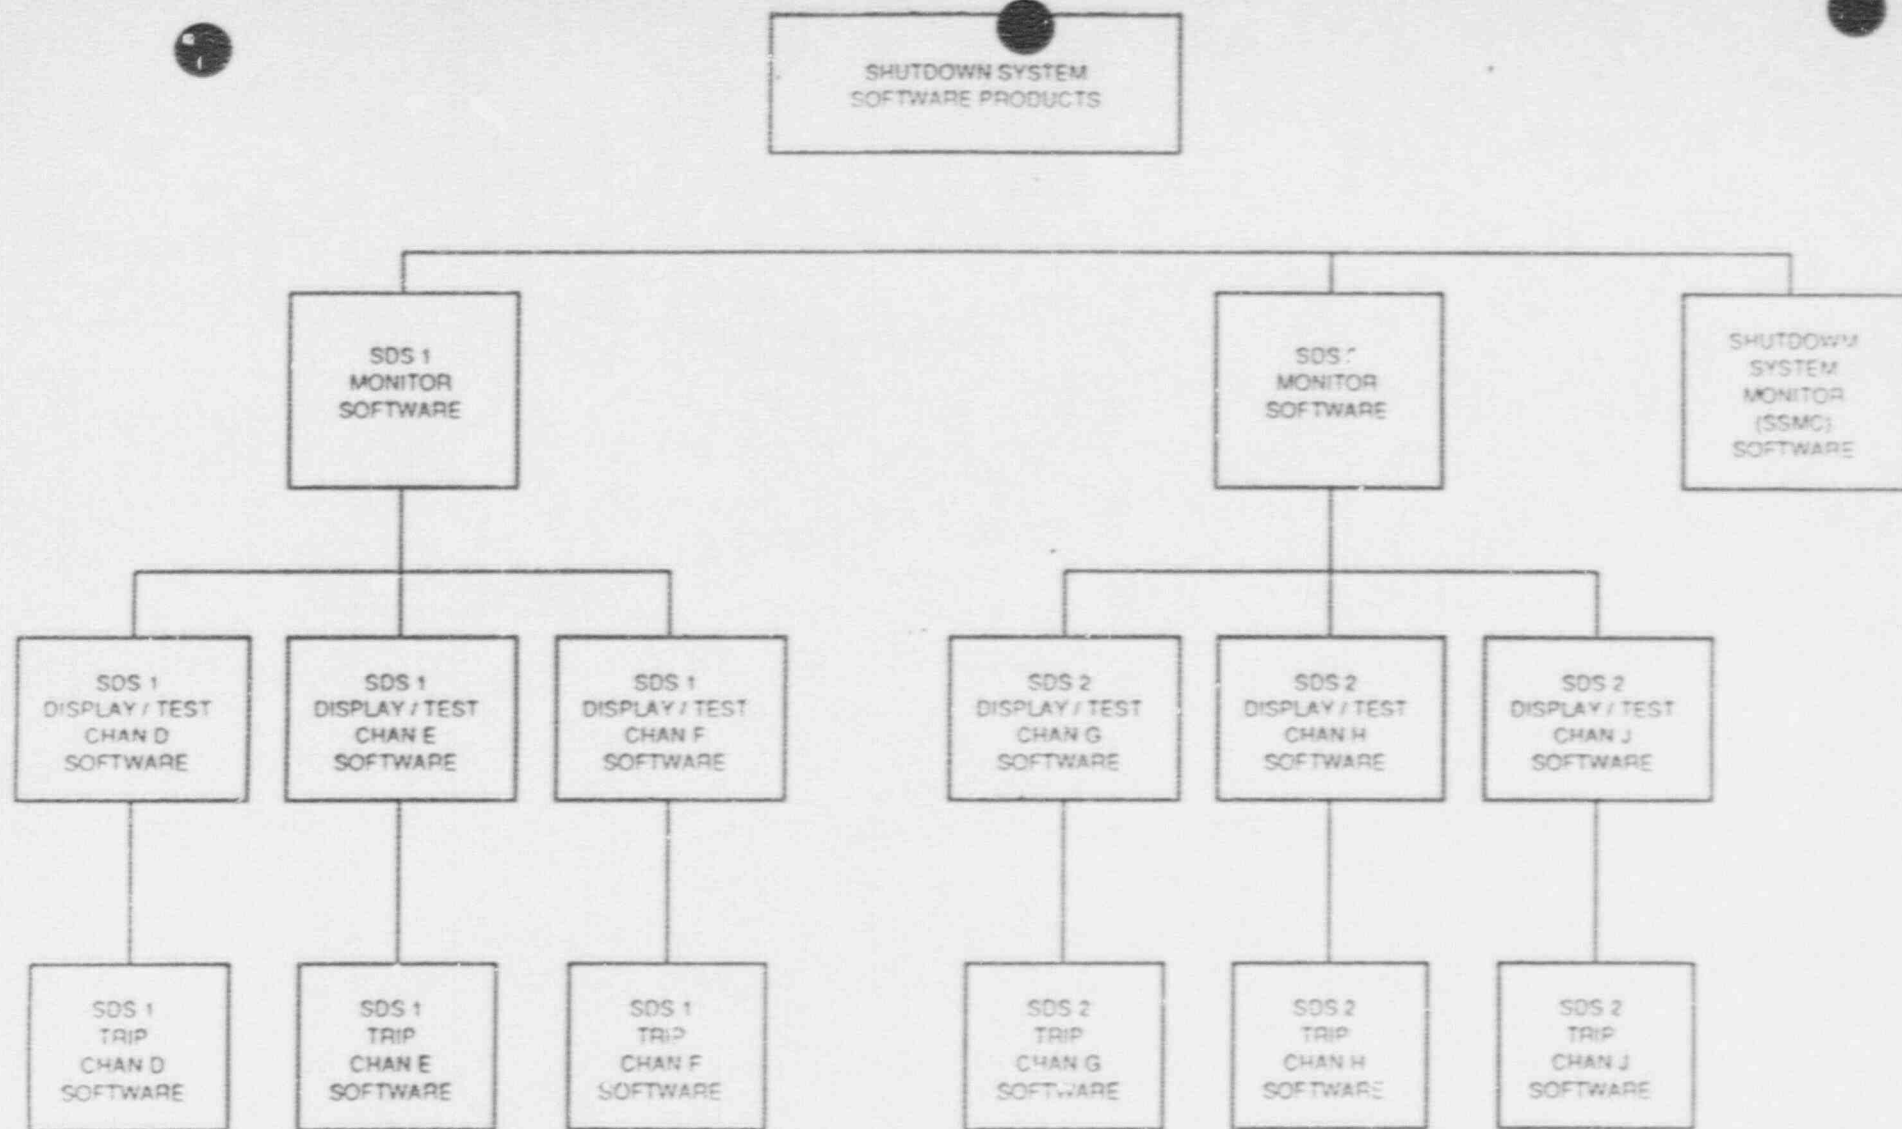 SHUTDOWN SYSTEM
SOFTWARE PRODUCTS
SDS 1
MONITOR
SOFTWARE
SDS
MONITOR
SOFTWARE
SHUTDOWM
SYSTEM
MONITOR
(SSMC)
SOFTWARE
SDS 1
DISPLAY / TEST
CHAN D
SOFTWARE
SDS 1
DISPLAY / TEST
CHAN E
SOFTWARE
SDS 1
DISPLAY / TEST
CHAN F
SOFTWARE
SDS 2
DISPLAY / TEST
CHAN G
SOFTWARE
SDS 2
DISPLAY / TEST
CHAN H
SOFTWARE
SDS 2
DISPLAY / TEST
CHAN J
SOFTWARE
SDS 1
TRIP
CHAN D
SOFTWARE
SDS 1
TRIP
CHAN E
SOFTWARE
SDS 1
TRIP
CHAN F
SOFTWARE
SDS 2
TRIP
CHAN G
SOFTWARE
SDS 2
TRIP
CHAN H
SOFTWARE
SDS 2
TRIP
CHAN J
SOFTWARE